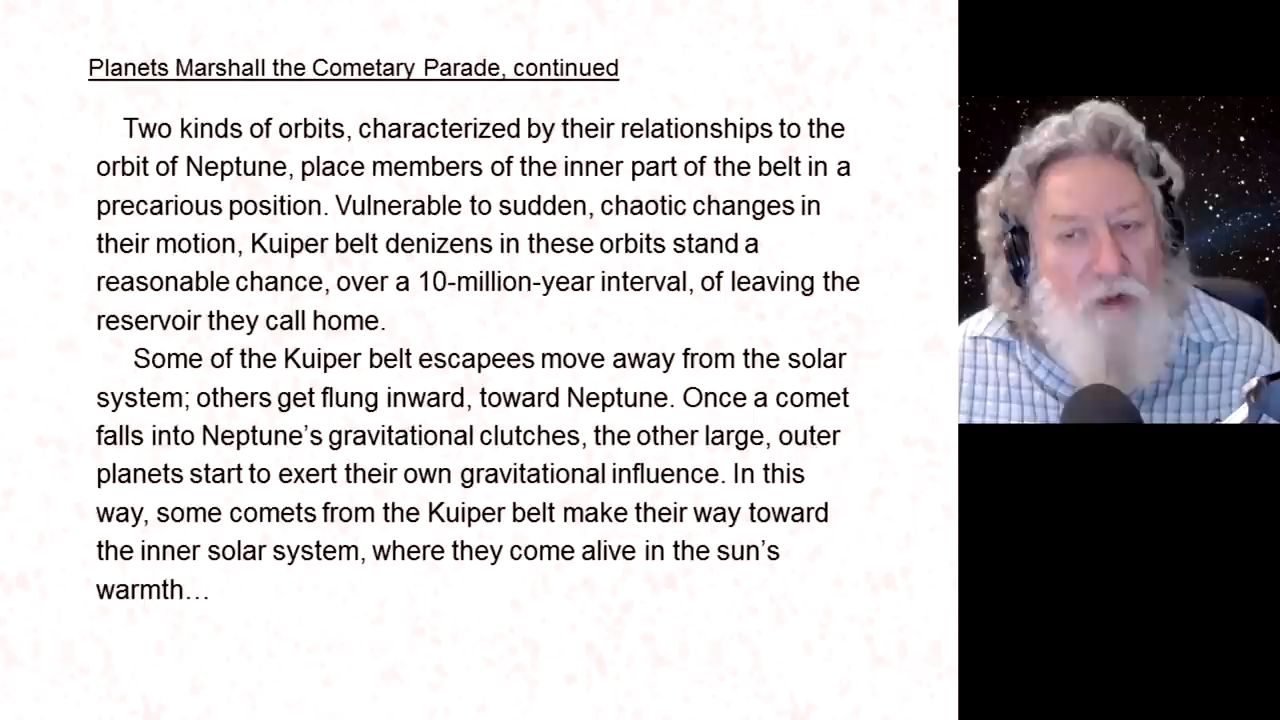 Planets Marshall the Cometary Parade, continued
Two kinds of orbits, characterized by their relationships to the
orbit of Neptune, place members of the inner part of the belt in a
precarious position. Vulnerable to sudden, chaotic changes in
their motion, Kuiper belt denizens in these orbits stand a
reasonable chance, over a 10-million-year interval, of leaving the
reservoir they call home.
Some of the Kuiper belt escapees move away from the solar
system; others get flung inward, toward Neptune. Once a comet
falls into Neptune’s gravitational clutches, the other large, outer
planets start to exert their own gravitational influence. In this
way, some comets from the Kuiper belt make their way toward
the inner solar system, where they come alive in the sun’s
warmth…